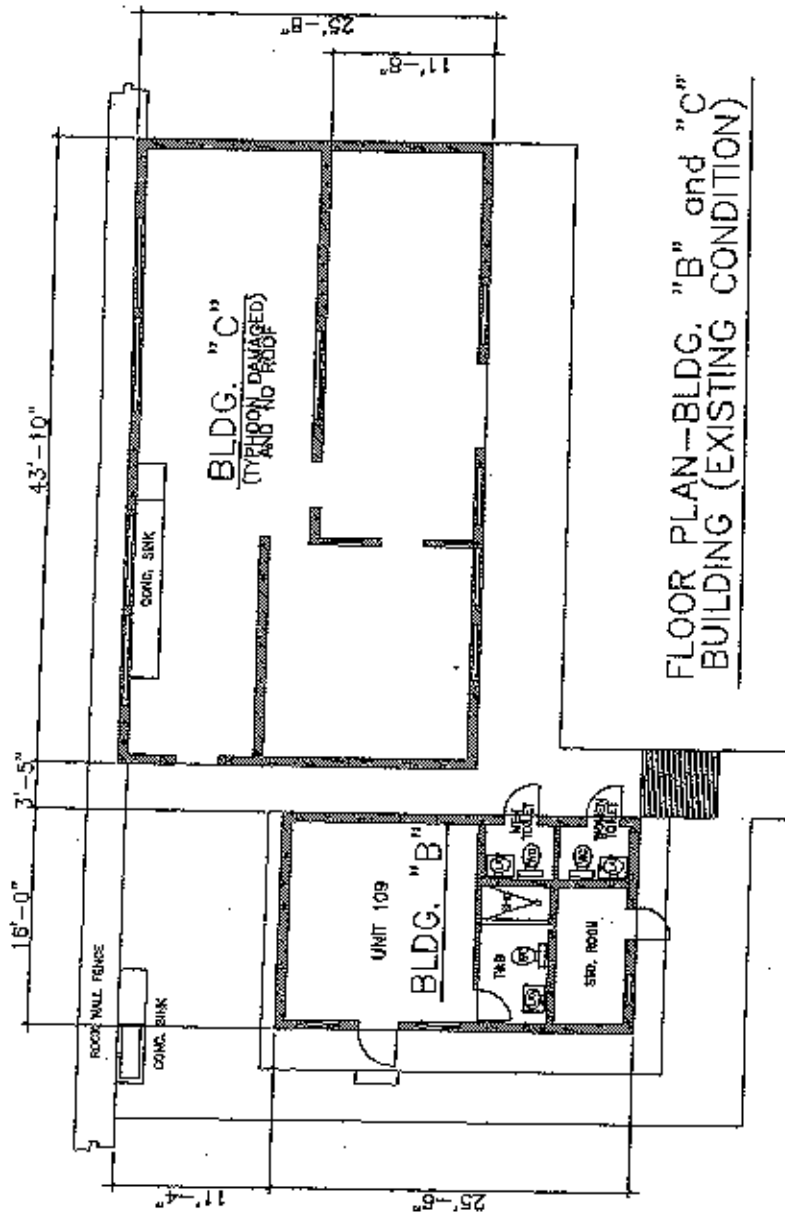 43'-10"
3'-5"
16'-0"
25'-8"
11'-8"
11'-4"
25'-6"
ROCK WALL FENCE
CONC. SINK
CONC. SINK
BLDG. "C"
(TYPHOON DAMAGED)
AND NO ROOF
UNIT 109
BLDG. "B"
MEN
TOILET
WOMEN
TOILET
T&B
STO. ROOM
FLOOR PLAN-BLDG. "B" and "C"
BUILDING (EXISTING CONDITION)